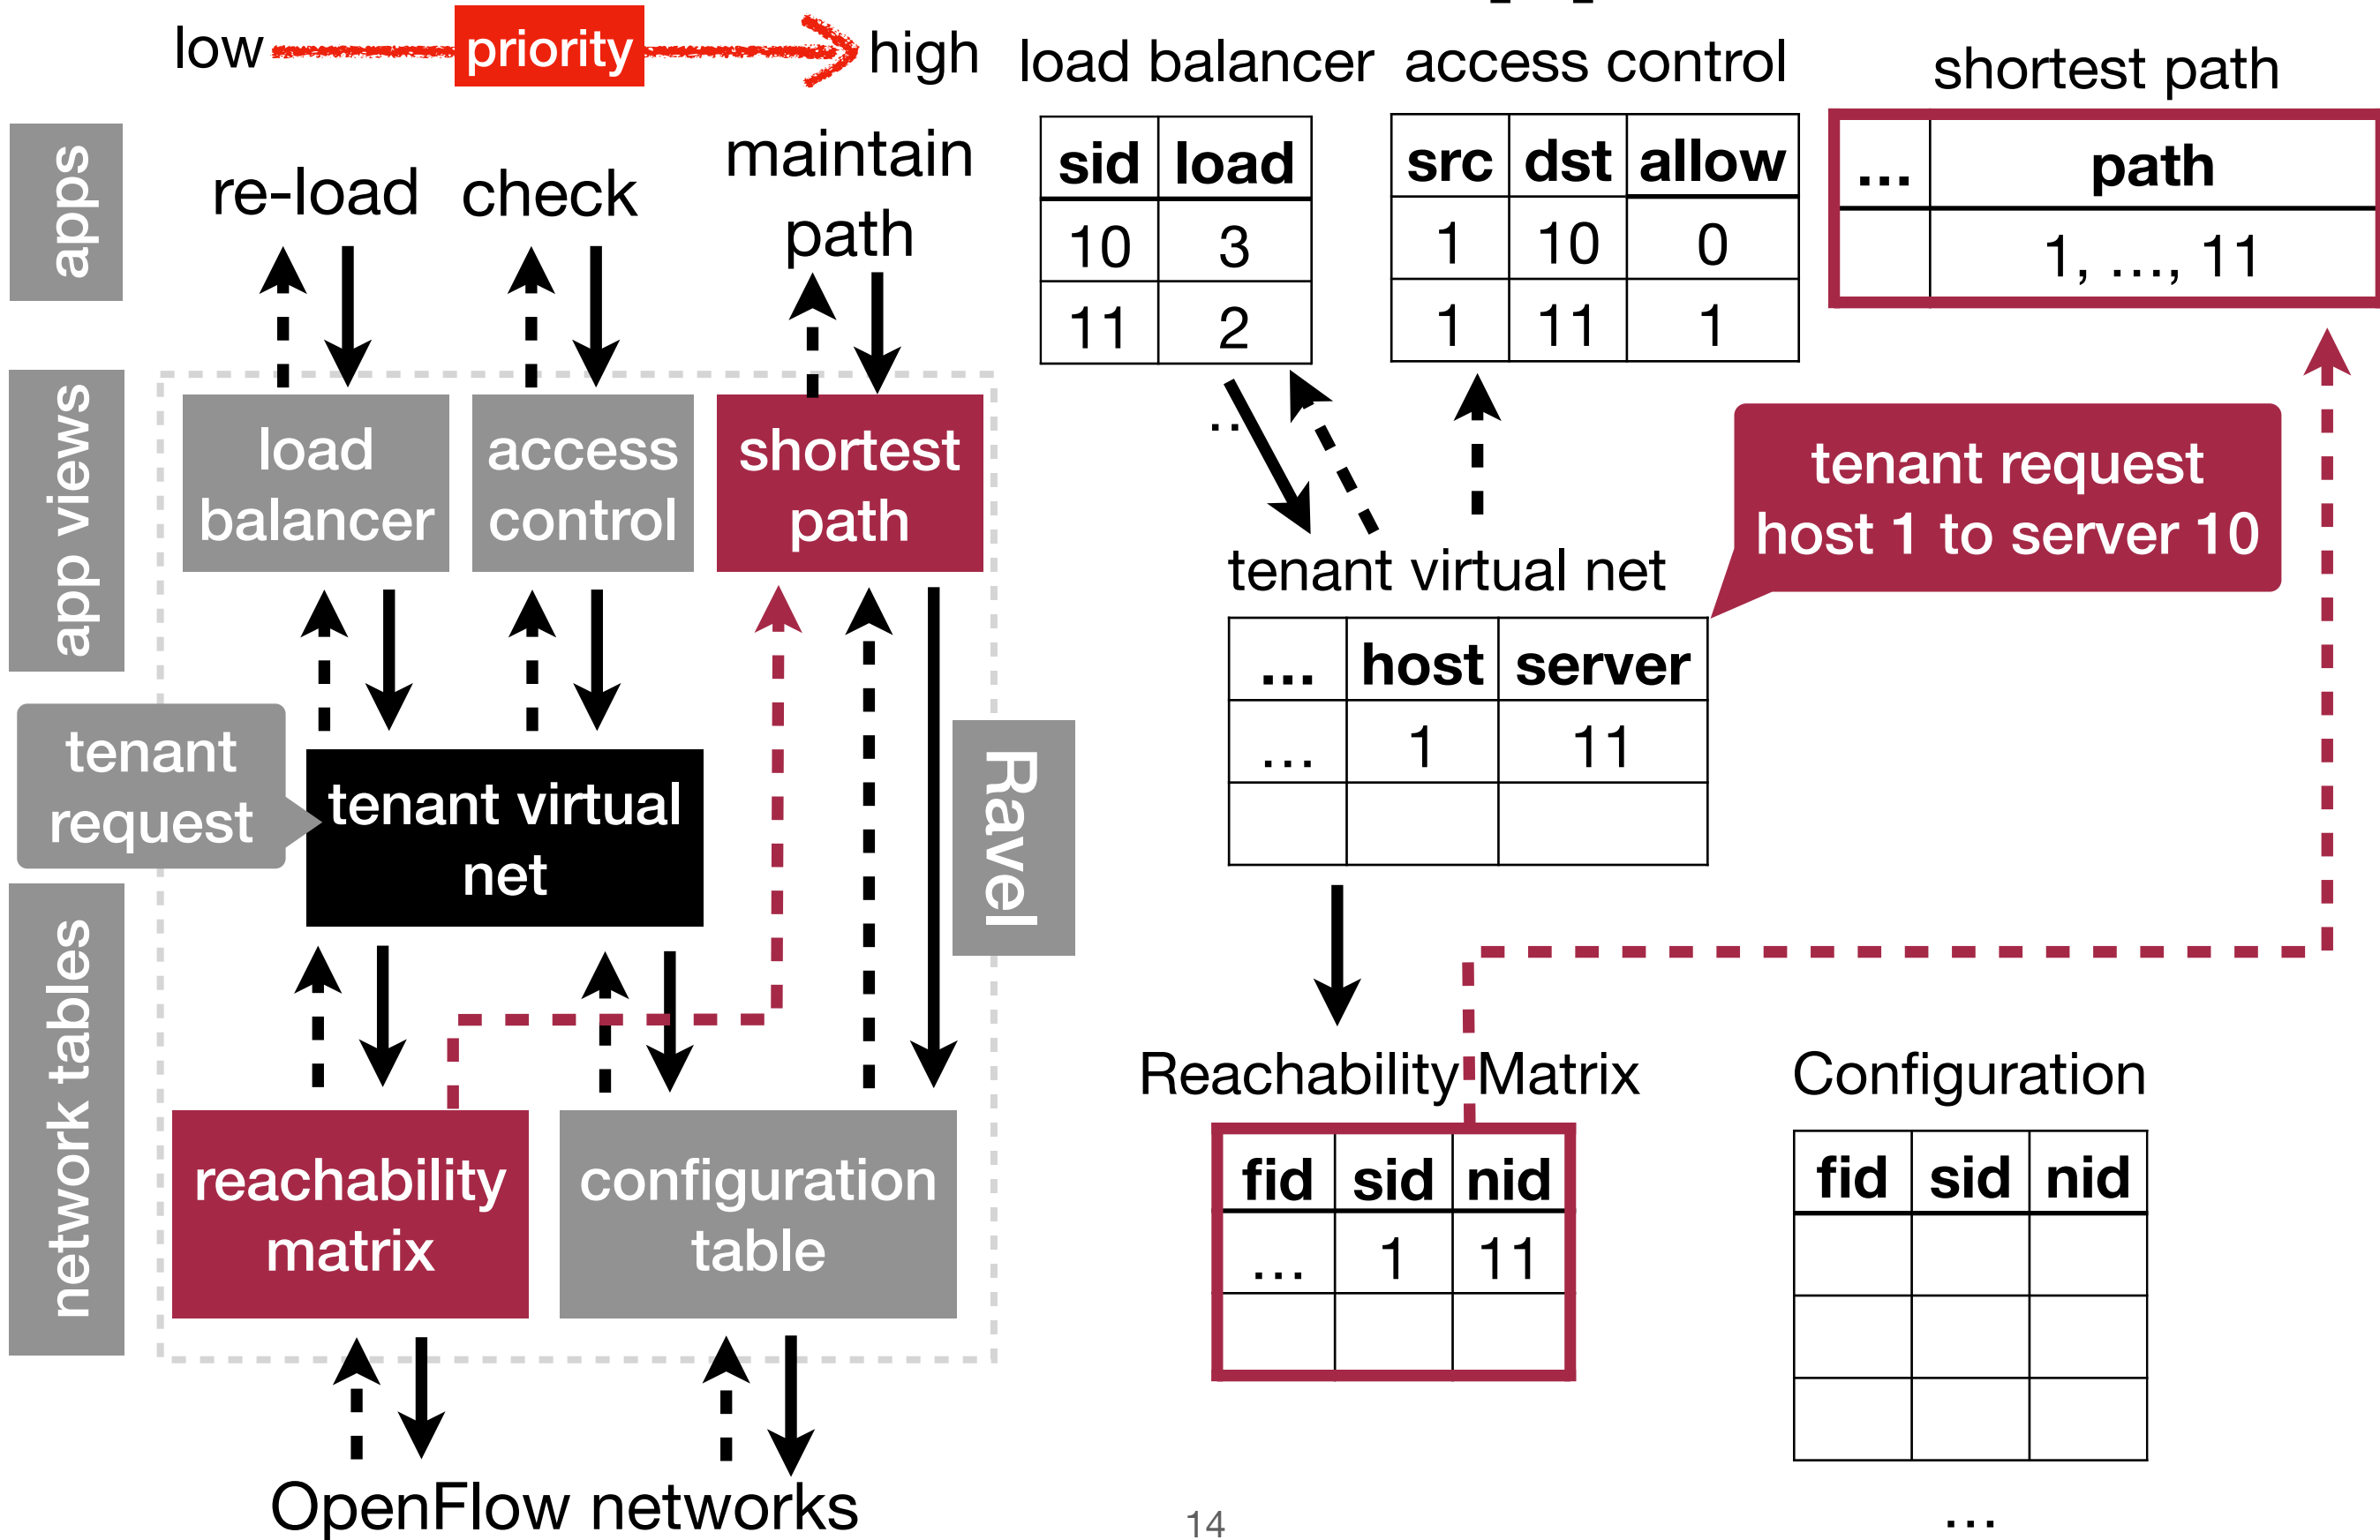 low priority high
apps
re-load
check
maintain
path
app views
load
balancer
access
control
shortest
path
tenant
request
tenant virtual
net
Ravel
network tables
reachability
matrix
configuration
table
OpenFlow networks
load balancer
sid load
10 3
11 2
access control
src dst allow
1 10 0
1 11 1
shortest path
... path
1, ..., 11
..
tenant request
host 1 to server 10
tenant virtual net
... host server
... 1 11
Reachability Matrix
fid sid nid
... 1 11
Configuration
fid sid nid
...
14